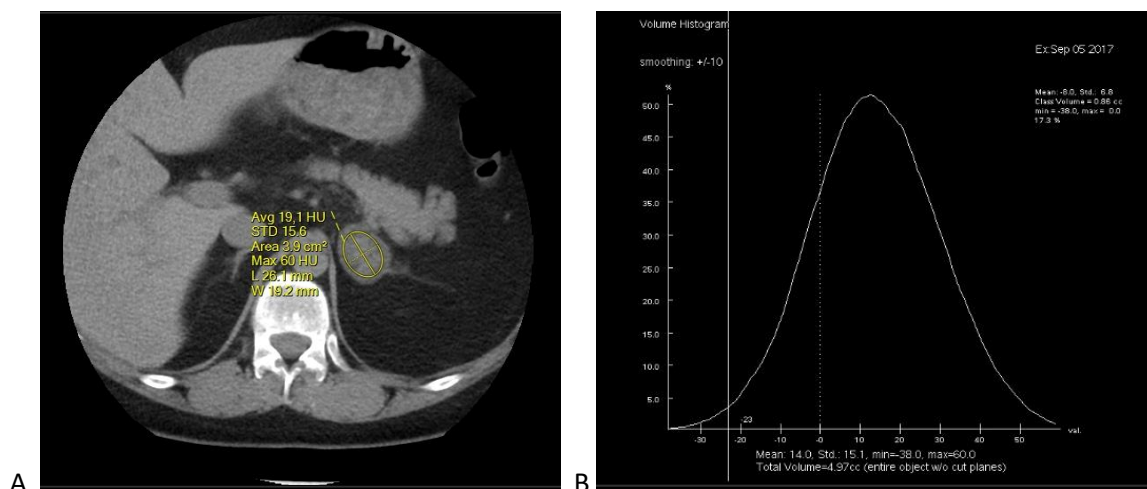 Avg 19,1 HU
STD 15.6
Area 3.9 cm²
Max 60 HU
L 26.1 mm
W 19.2 mm
A
Volume Histogram
Ex:Sep 05 2017
smoothing: +/-10
%
Mean: -8.0, Std.: 6.8
Class Volume = 0.86 cc
min = -38.0, max = 0.0
17.3 %
50.0
45.0
40.0
35.0
30.0
25.0
20.0
15.0
10.0
5.0
-23
-30 -20 -10 -0 10 20 30 40 50 val.
Mean: 14.0, Std.: 15.1, min=-38.0, max=60.0
Total Volume=4.97cc (entire object w/o cut planes)
B